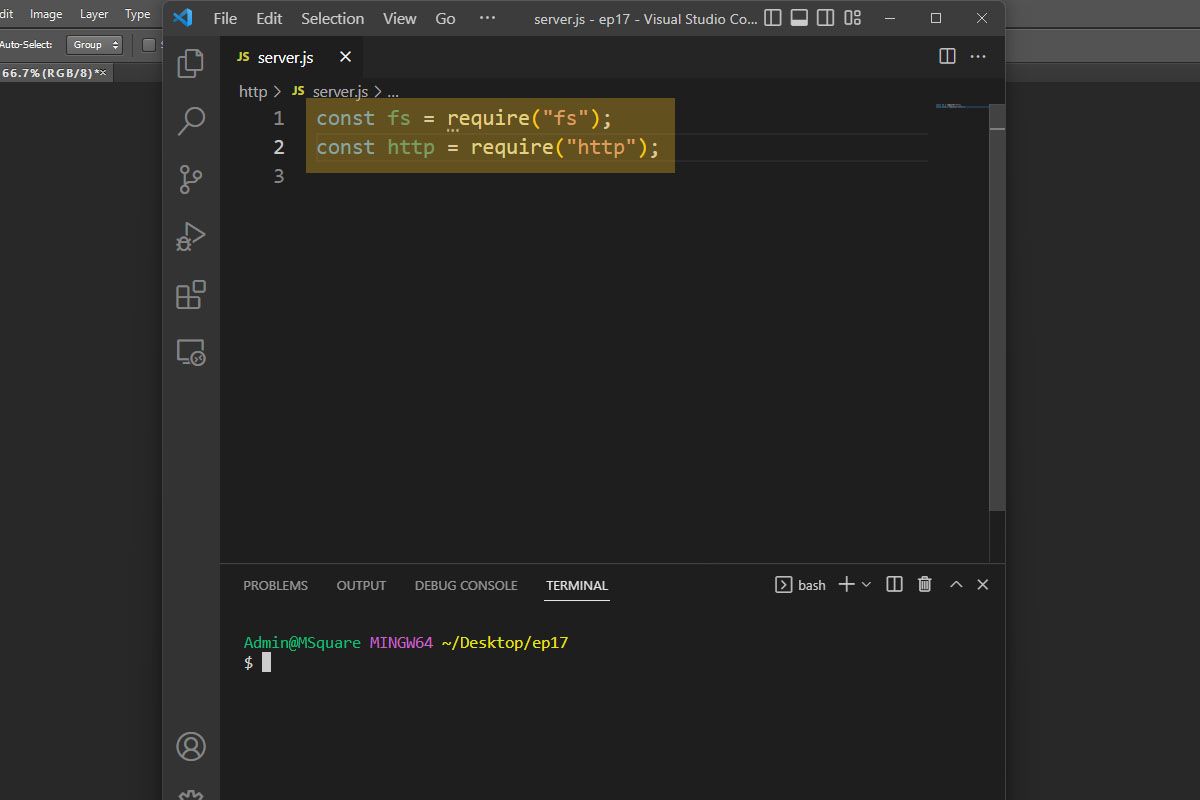 dit Image Layer Type
Auto-Select: Group
66.7%(RGB/8)*×
File Edit Selection View Go ···
server.js - ep17 - Visual Studio Co...
JS server.js
http > JS server.js > ...
1 const fs = require("fs");
2 const http = require("http");
3
PROBLEMS OUTPUT DEBUG CONSOLE TERMINAL
bash
Admin@MSquare MINGW64 ~/Desktop/ep17
$